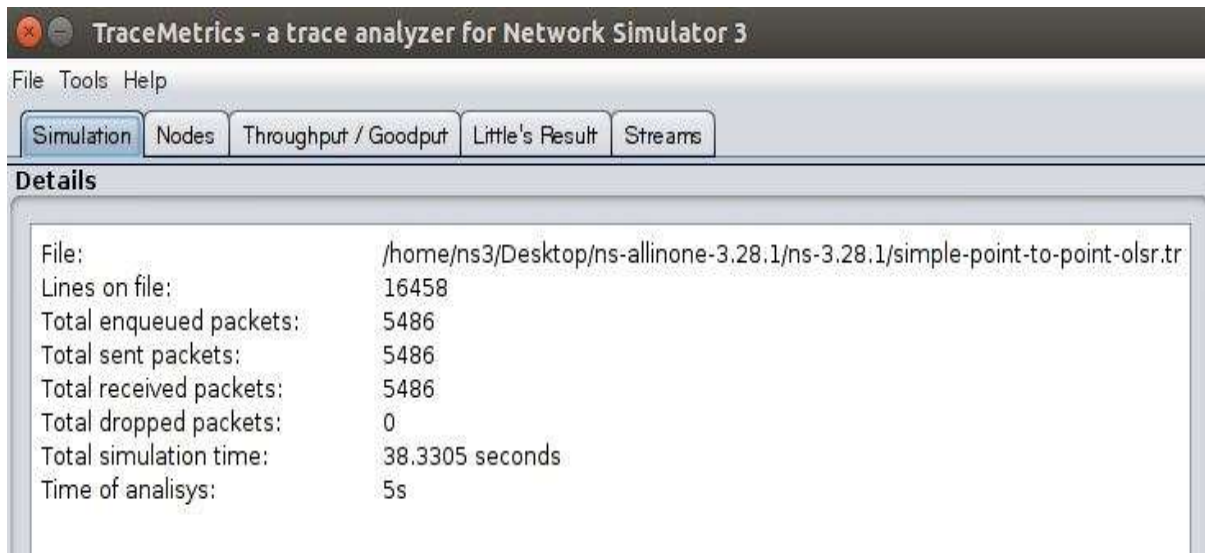 TraceMetrics - a trace analyzer for Network Simulator 3
File Tools Help
Simulation Nodes Throughput / Goodput Little's Result Streams
Details
File: /home/ns3/Desktop/ns-allinone-3.28.1/ns-3.28.1/simple-point-to-point-olsr.tr
Lines on file: 16458
Total enqueued packets: 5486
Total sent packets: 5486
Total received packets: 5486
Total dropped packets: 0
Total simulation time: 38.3305 seconds
Time of analisys: 5s